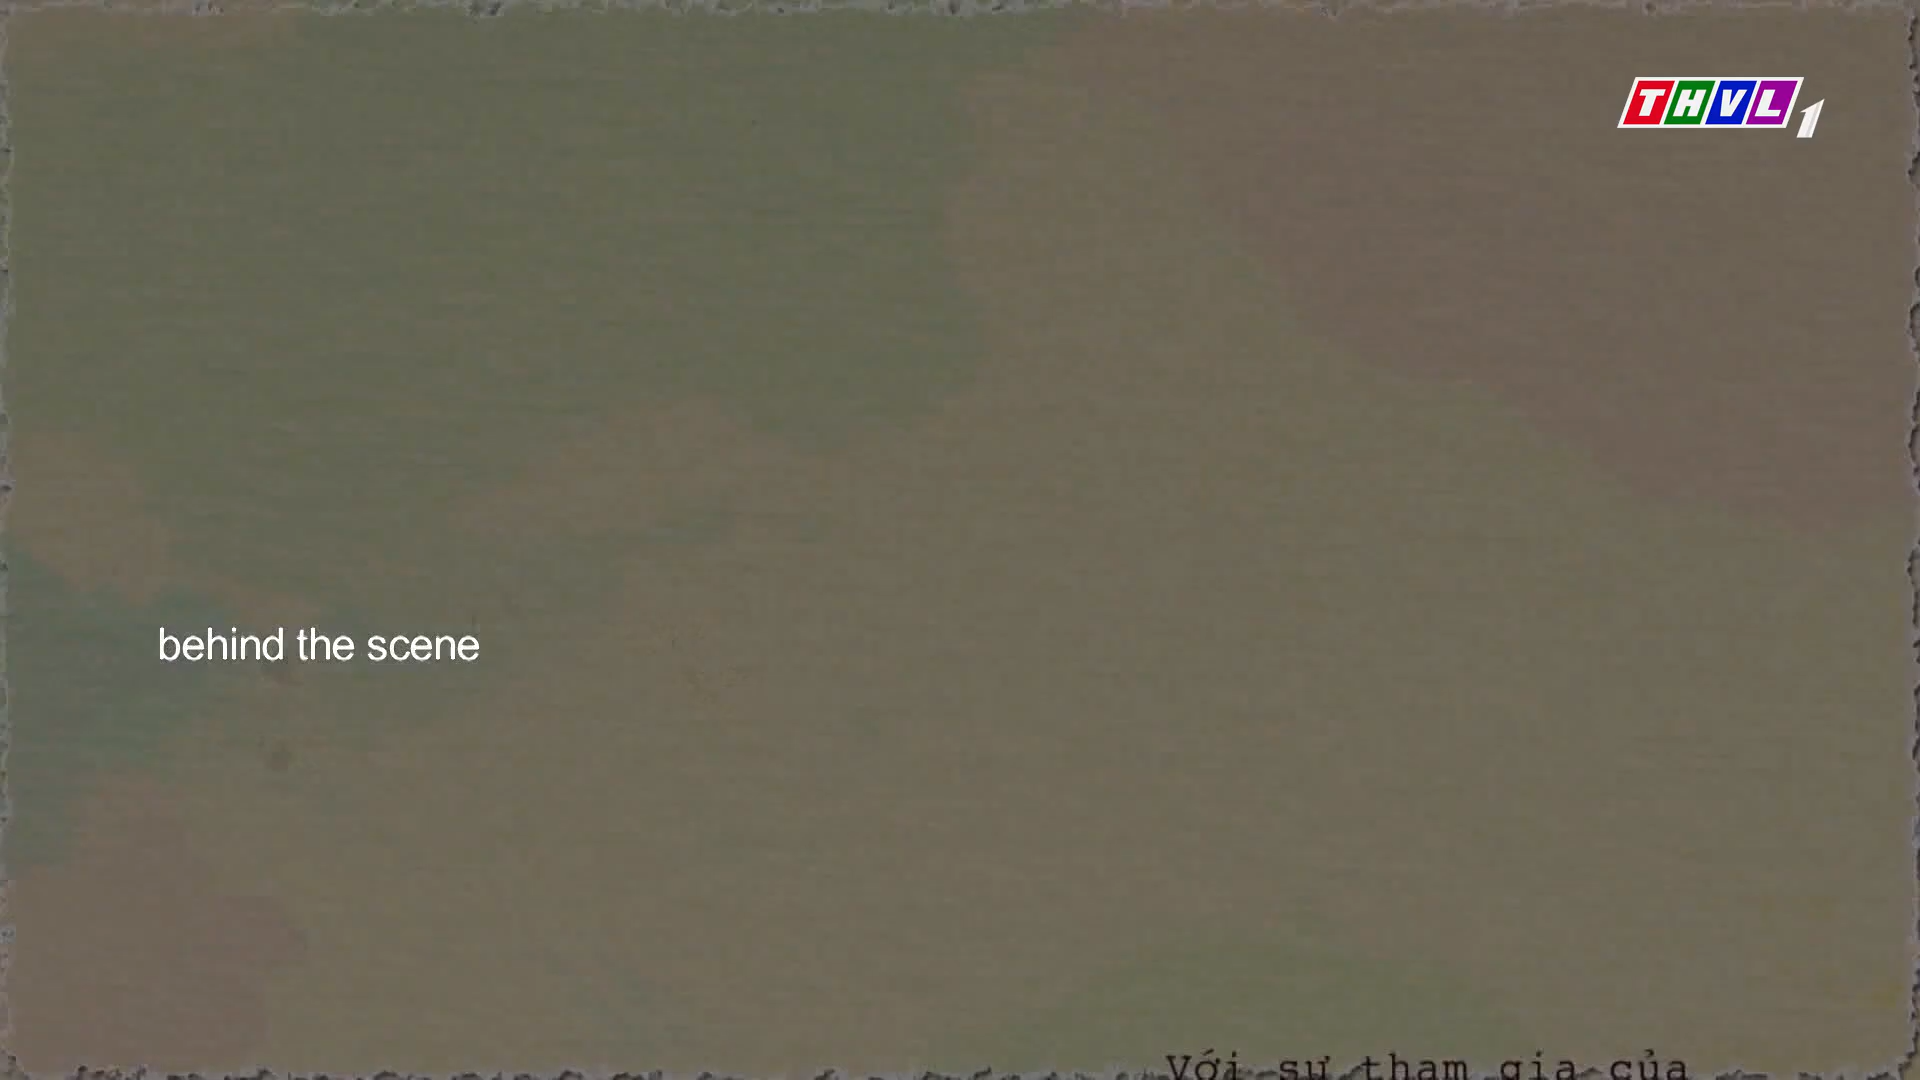 THVL1
behind the scene
Với sự tham gia của